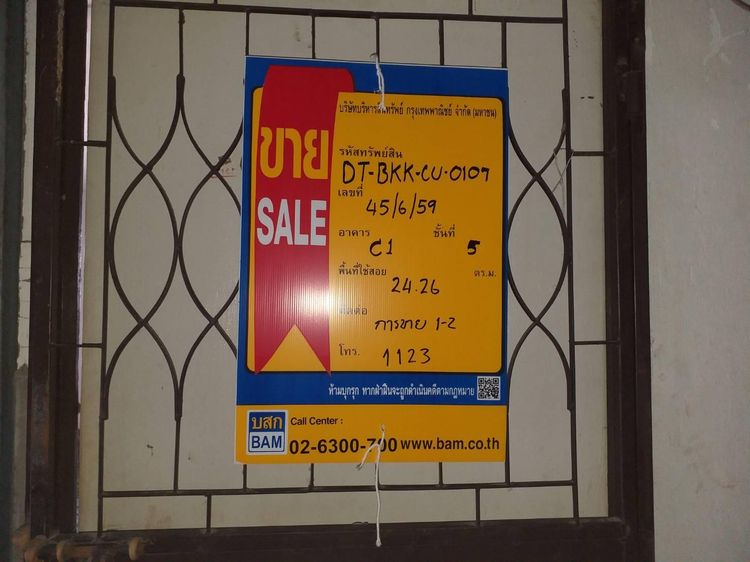 บริษัทบริหารสินทรัพย์ กรุงเทพพาณิชย์ จำกัด (มหาชน)
ขาย
SALE
รหัสทรัพย์สิน
DT-BKK-CU-0107
เลขที่ 45/6/59
อาคาร C1 ชั้นที่ 5
พื้นที่ใช้สอย 24.26 ตร.ม.
ติดต่อ การขาย 1-2
โทร. 1123
ห้ามบุกรุก หากฝ่าฝืนจะถูกดำเนินคดีตามกฎหมาย
บสก
BAM
Call Center :
02-6300-700 www.bam.co.th